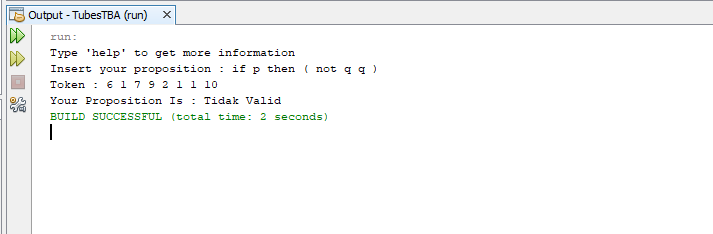 Output - TubesTBA (run)
run:
Type 'help' to get more information
Insert your proposition : if p then ( not q q )
Token : 6 1 7 9 2 1 1 10
Your Proposition Is : Tidak Valid
BUILD SUCCESSFUL (total time: 2 seconds)